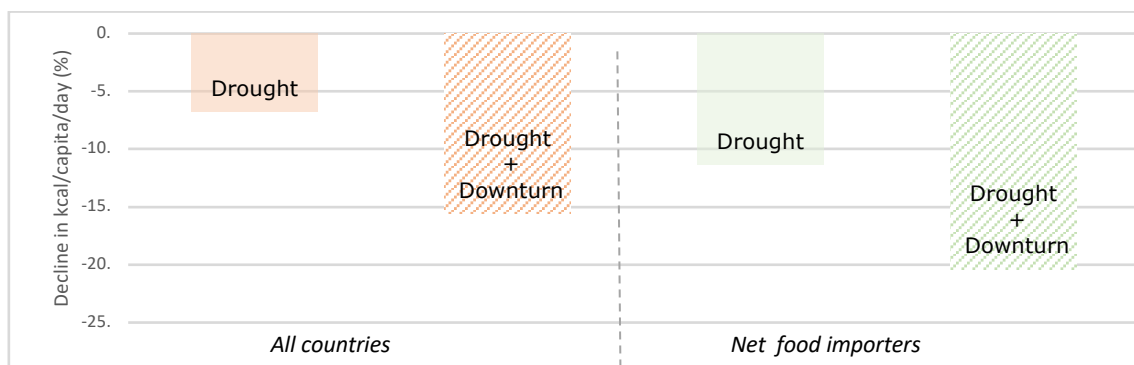 Decline in kcal/capita/day (%)
0.
-5.
-10.
-15.
-20.
-25.
Drought
Drought
+
Downturn
Drought
Drought
+
Downturn
All countries
Net food importers